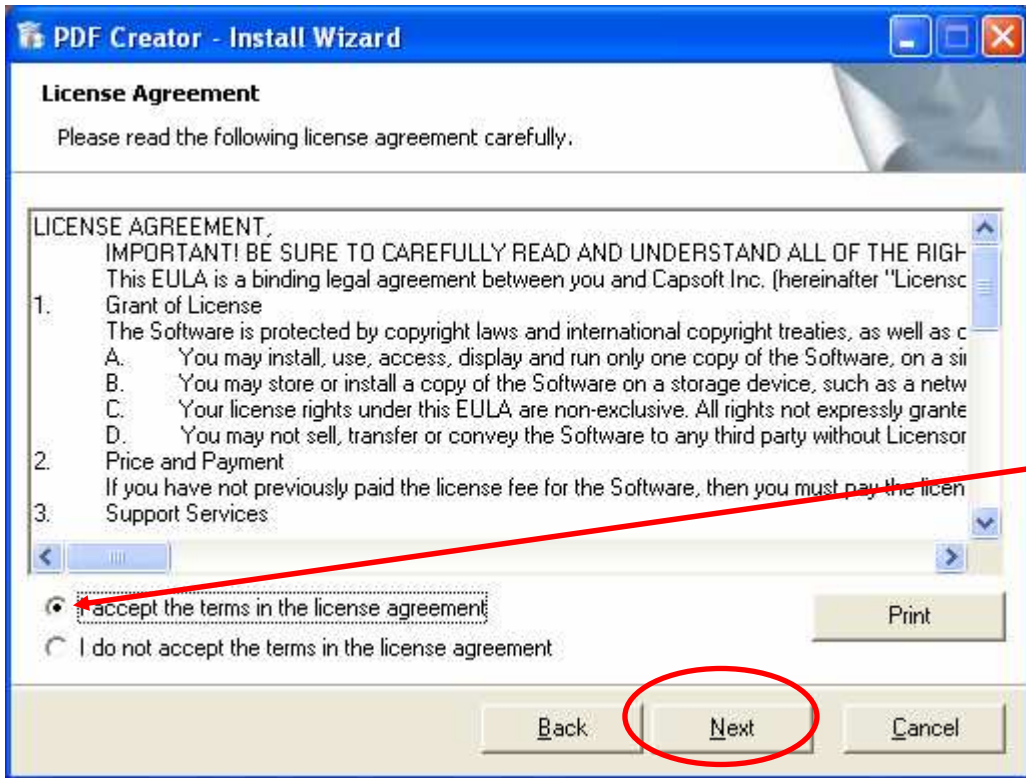 PDF Creator - Install Wizard
License Agreement
Please read the following license agreement carefully.
LICENSE AGREEMENT,
IMPORTANT! BE SURE TO CAREFULLY READ AND UNDERSTAND ALL OF THE RIGH
This EULA is a binding legal agreement between you and Capsoft Inc. (hereinafter "Licensc
1. Grant of License
The Software is protected by copyright laws and international copyright treaties, as well as c
A. You may install, use, access, display and run only one copy of the Software, on a sin
B. You may store or install a copy of the Software on a storage device, such as a netw
C. Your license rights under this EULA are non-exclusive. All rights not expressly grante
D. You may not sell, transfer or convey the Software to any third party without Licensor
2. Price and Payment
If you have not previously paid the license fee for the Software, then you must pay the licen
3. Support Services
I accept the terms in the license agreement
Print
I do not accept the terms in the license agreement
Back
Next
Cancel